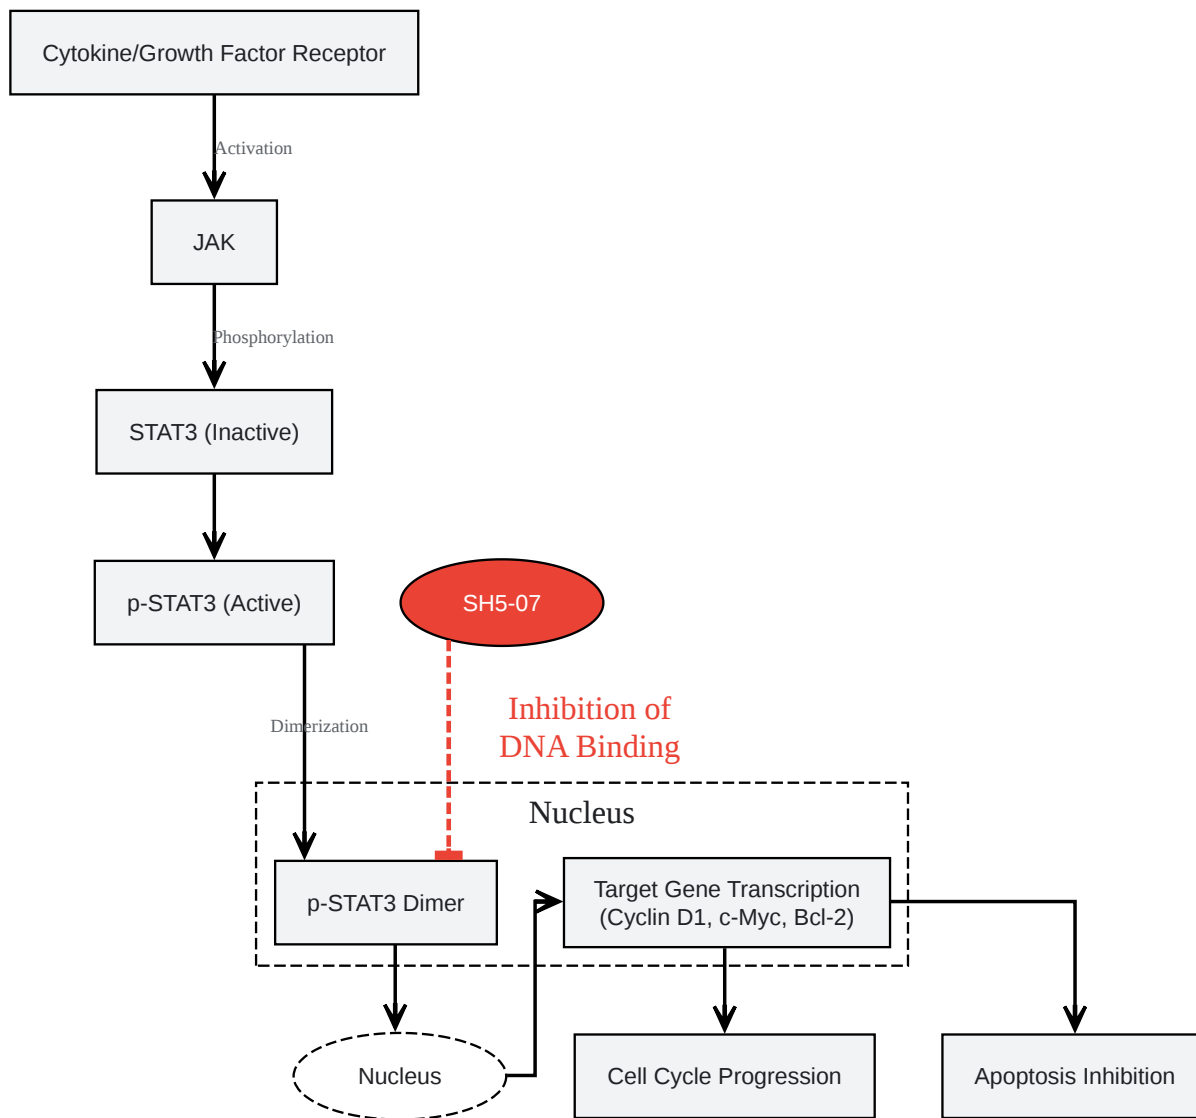 Cytokine/Growth Factor Receptor
Activation
JAK
Phosphorylation
STAT3 (Inactive)
p-STAT3 (Active)
SH5-07
Inhibition of
DNA Binding
Dimerization
Nucleus
p-STAT3 Dimer
Target Gene Transcription
(Cyclin D1, c-Myc, Bcl-2)
Nucleus
Cell Cycle Progression
Apoptosis Inhibition